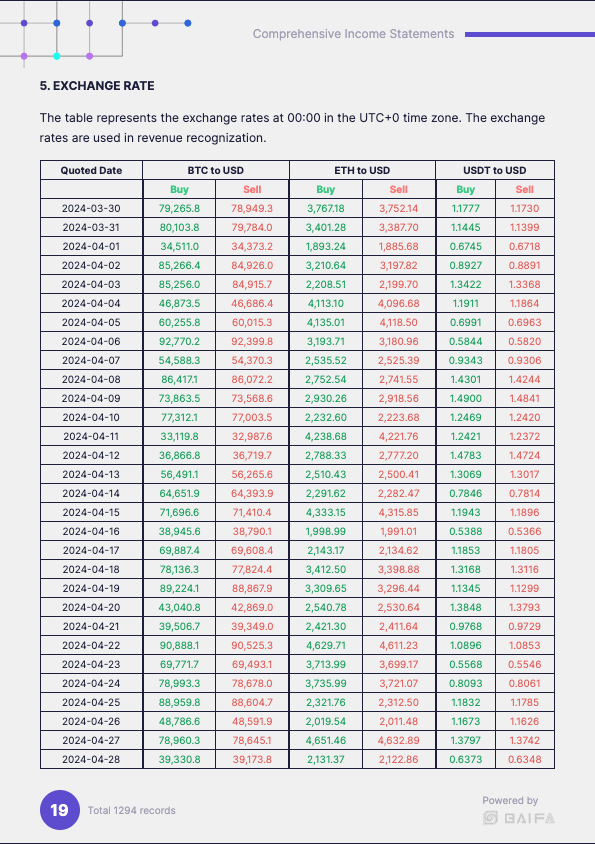 Comprehensive Income Statements
5. EXCHANGE RATE
The table represents the exchange rates at 00:00 in the UTC+0 time zone. The exchange
rates are used in revenue recognization.
Quoted Date BTC to USD ETH to USD USDT to USD
Buy Sell Buy Sell Buy Sell
2024-03-30 79,265.8 78,949.3 3,767.18 3,752.14 1.1777 1.1730
2024-03-31 80,103.8 79,784.0 3,401.28 3,387.70 1.1445 1.1399
2024-04-01 34,511.0 34,373.2 1,893.24 1,885.68 0.6745 0.6718
2024-04-02 85,266.4 84,926.0 3,210.64 3,197.82 0.8927 0.8891
2024-04-03 85,256.0 84,915.7 2,208.51 2,199.70 1.3422 1.3368
2024-04-04 46,873.5 46,686.4 4,113.10 4,096.68 1.1911 1.1864
2024-04-05 60,255.8 60,015.3 4,135.01 4,118.50 0.6991 0.6963
2024-04-06 92,770.2 92,399.8 3,193.71 3,180.96 0.5844 0.5820
2024-04-07 54,588.3 54,370.3 2,535.52 2,525.39 0.9343 0.9306
2024-04-08 86,417.1 86,072.2 2,752.54 2,741.55 1.4301 1.4244
2024-04-09 73,863.5 73,568.6 2,930.26 2,918.56 1.4900 1.4841
2024-04-10 77,312.1 77,003.5 2,232.60 2,223.68 1.2469 1.2420
2024-04-11 33,119.8 32,987.6 4,238.68 4,221.76 1.2421 1.2372
2024-04-12 36,866.8 36,719.7 2,788.33 2,777.20 1.4783 1.4724
2024-04-13 56,491.1 56,265.6 2,510.43 2,500.41 1.3069 1.3017
2024-04-14 64,651.9 64,393.9 2,291.62 2,282.47 0.7846 0.7814
2024-04-15 71,696.6 71,410.4 4,333.15 4,315.85 1.1943 1.1896
2024-04-16 38,945.6 38,790.1 1,998.99 1,991.01 0.5388 0.5366
2024-04-17 69,887.4 69,608.4 2,143.17 2,134.62 1.1853 1.1805
2024-04-18 78,136.3 77,824.4 3,412.50 3,398.88 1.3168 1.3116
2024-04-19 89,224.1 88,867.9 3,309.65 3,296.44 1.1345 1.1299
2024-04-20 43,040.8 42,869.0 2,540.78 2,530.64 1.3848 1.3793
2024-04-21 39,506.7 39,349.0 2,421.30 2,411.64 0.9768 0.9729
2024-04-22 90,888.1 90,525.3 4,629.71 4,611.23 1.0896 1.0853
2024-04-23 69,771.7 69,493.1 3,713.99 3,699.17 0.5568 0.5546
2024-04-24 78,993.3 78,678.0 3,735.99 3,721.07 0.8093 0.8061
2024-04-25 88,959.8 88,604.7 2,321.76 2,312.50 1.1832 1.1785
2024-04-26 48,786.6 48,591.9 2,019.54 2,011.48 1.1673 1.1626
2024-04-27 78,960.3 78,645.1 4,651.46 4,632.89 1.3797 1.3742
2024-04-28 39,330.8 39,173.8 2,131.37 2,122.86 0.6373 0.6348
19 Total 1294 records
Powered by
BAIFA